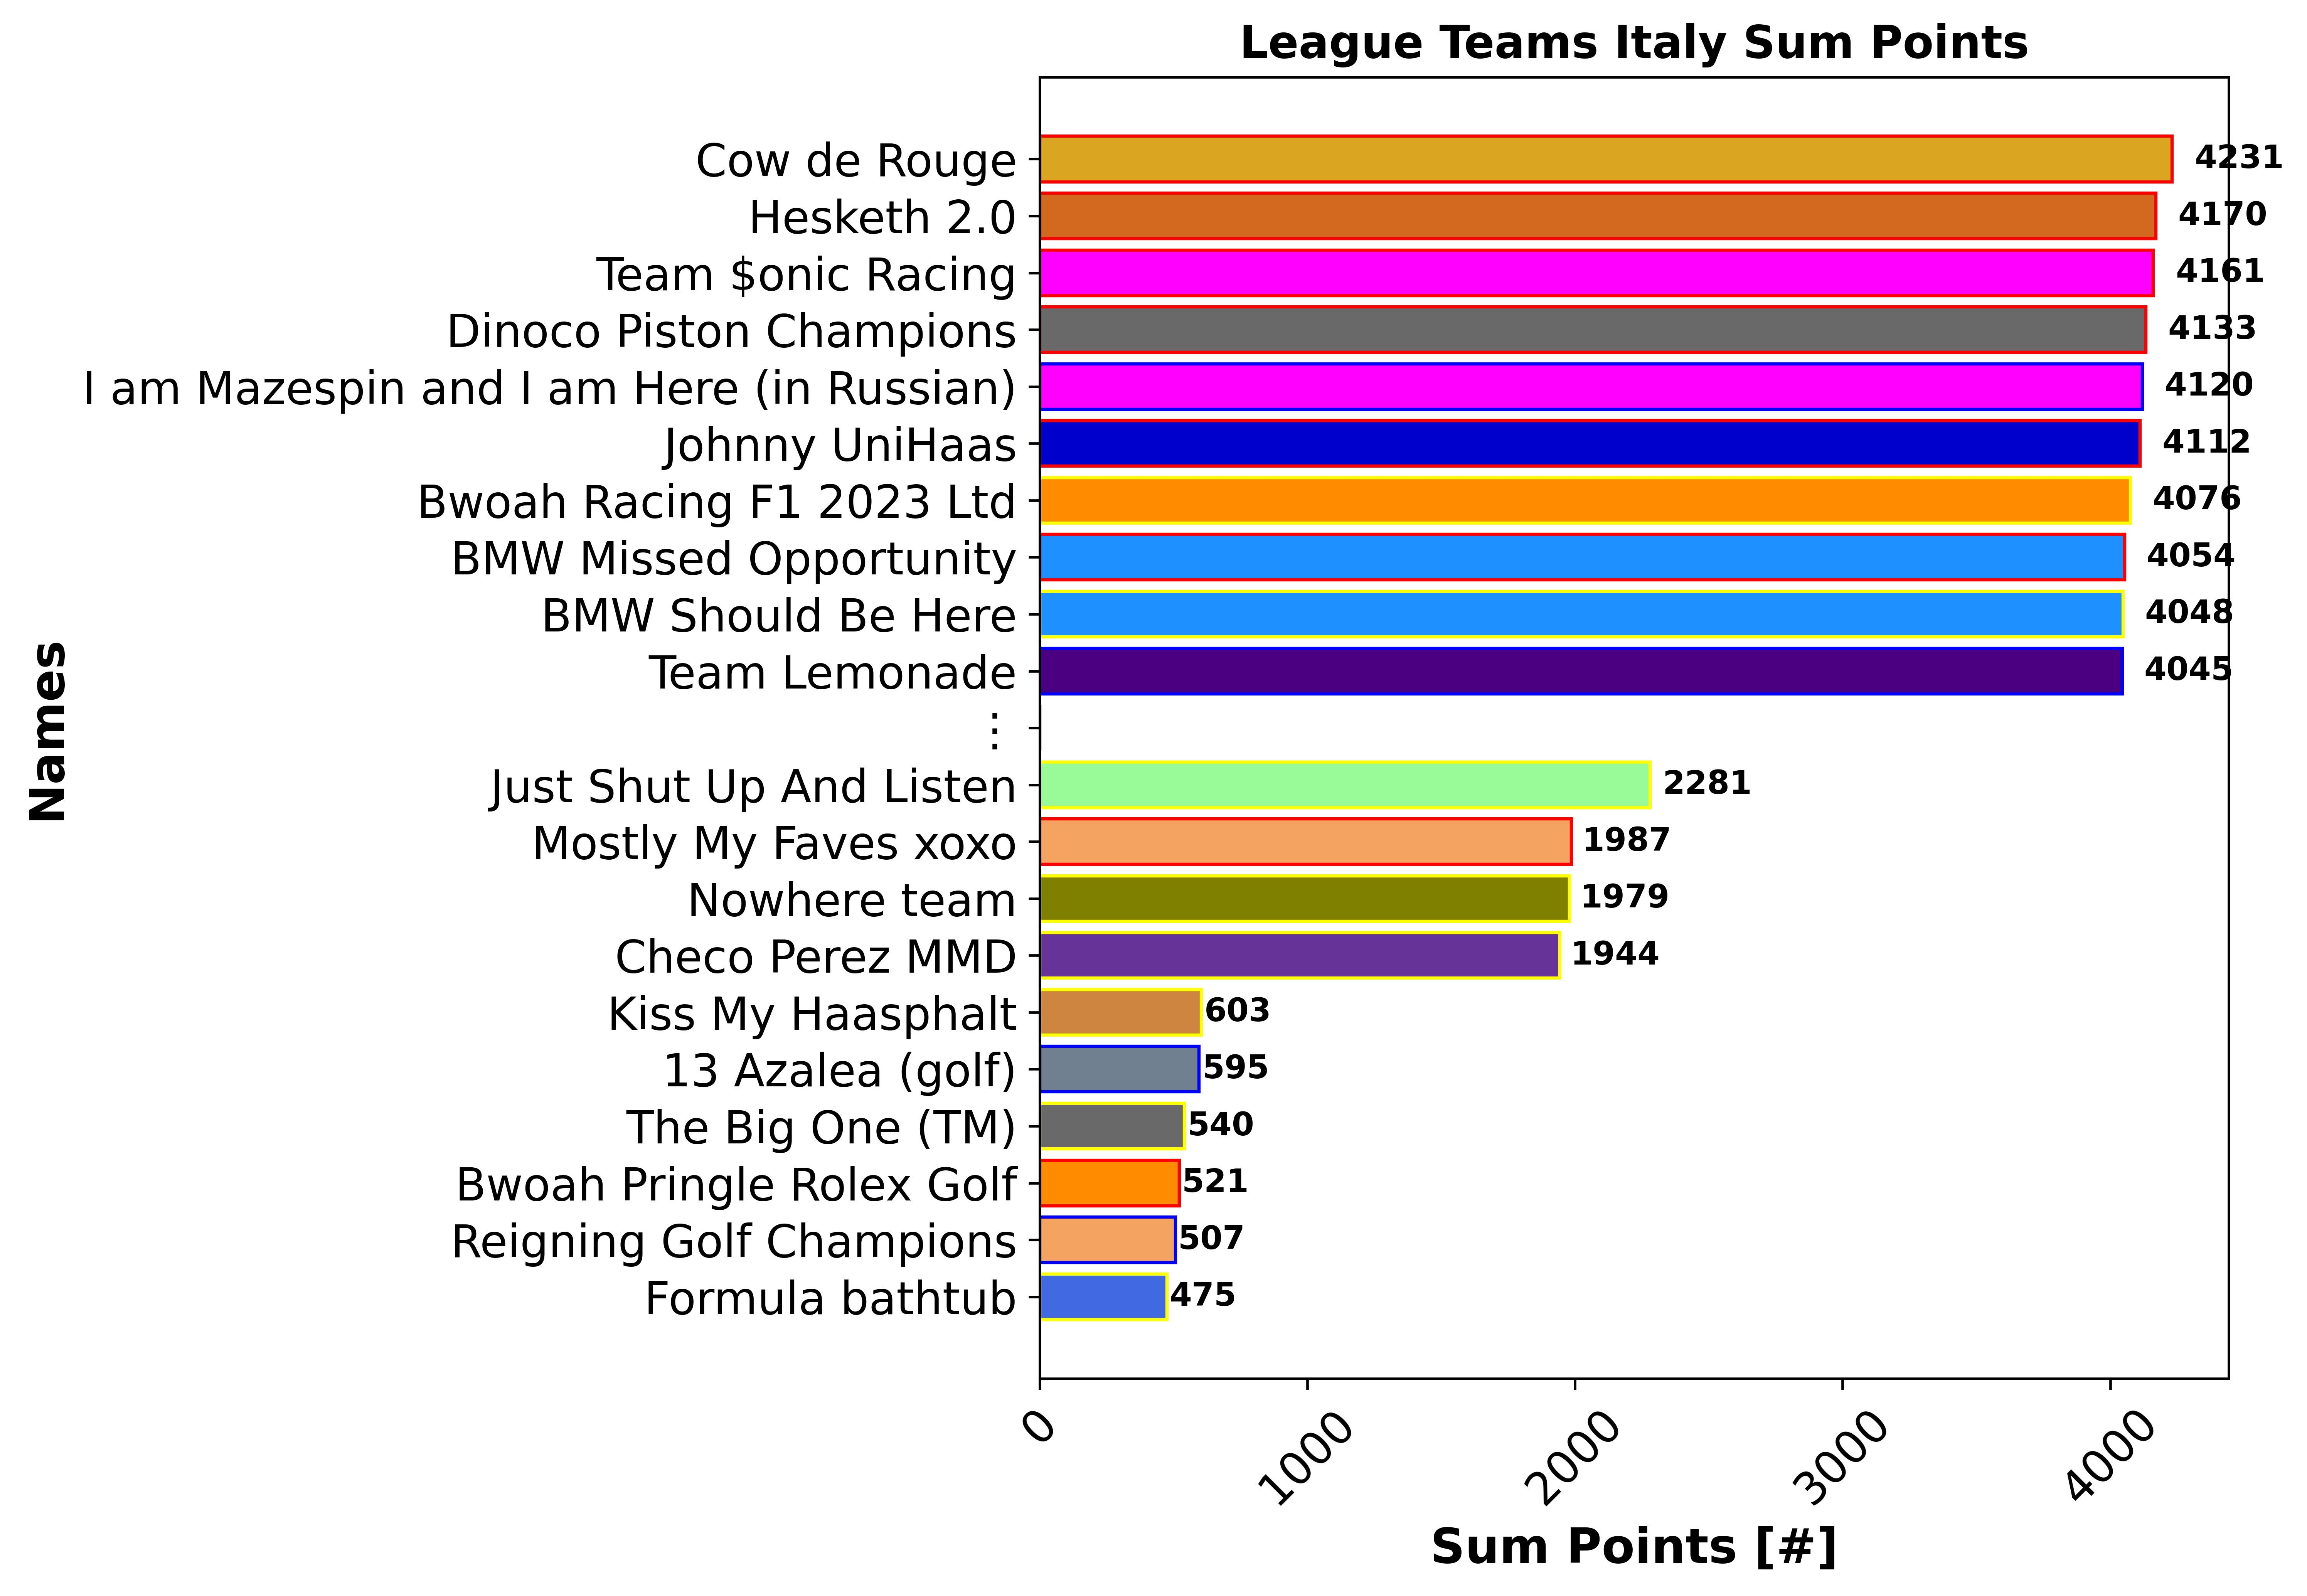 League Teams Italy Sum Points
Names
Cow de Rouge 4231
Hesketh 2.0 4170
Team $onic Racing 4161
Dinoco Piston Champions 4133
I am Mazespin and I am Here (in Russian) 4120
Johnny UniHaas 4112
Bwoah Racing F1 2023 Ltd 4076
BMW Missed Opportunity 4054
BMW Should Be Here 4048
Team Lemonade 4045
⋮
Just Shut Up And Listen 2281
Mostly My Faves xoxo 1987
Nowhere team 1979
Checo Perez MMD 1944
Kiss My Haasphalt 603
13 Azalea (golf) 595
The Big One (TM) 540
Bwoah Pringle Rolex Golf 521
Reigning Golf Champions 507
Formula bathtub 475
0 1000 2000 3000 4000
Sum Points [#]